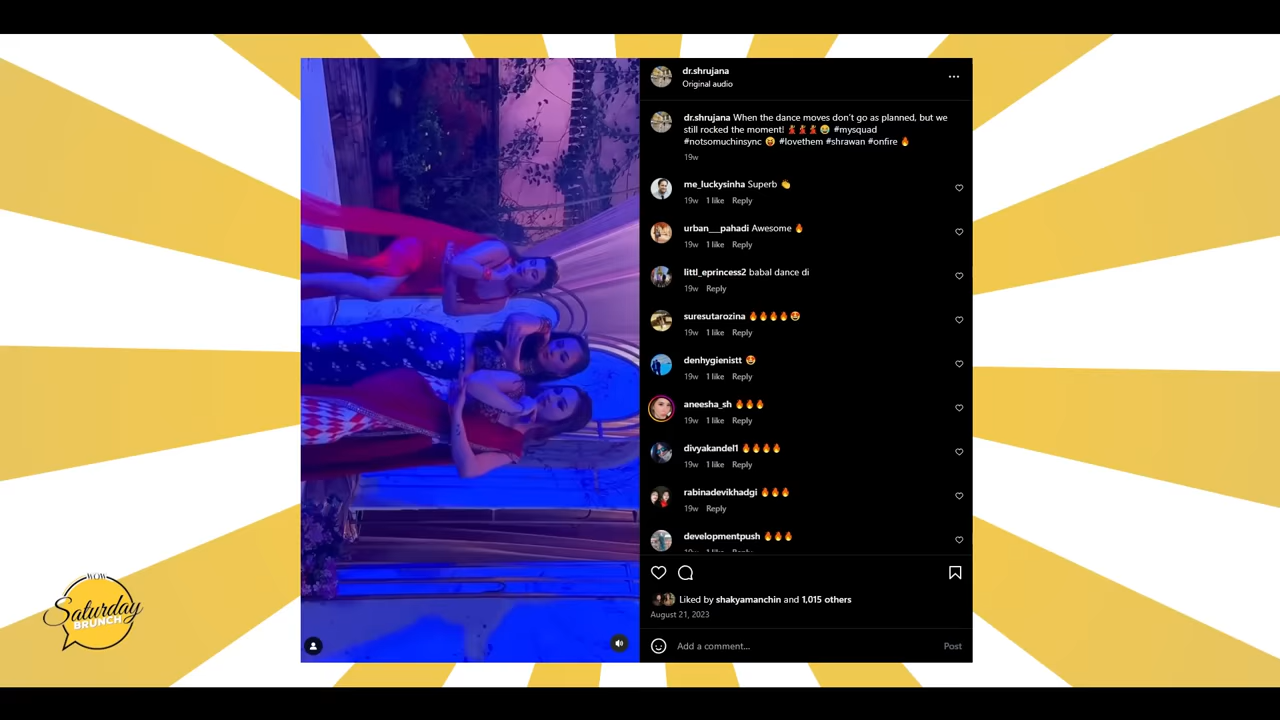 dr.shrujana
Original audio
dr.shrujana When the dance moves don't go as planned, but we
still rocked the moment! 💃💃💃😂 #mysquad
#notsomuchinsync 😝 #lovethem #shrawan #onfire 🔥
19w
me_luckysinha Superb 👏
19w 1 like Reply
urban__pahadi Awesome 🔥
19w 1 like Reply
littl_eprincess2 babal dance di
19w Reply
suresutarozina 🔥🔥🔥🔥😍
19w 1 like Reply
denhygienistt 😍
19w 1 like Reply
aneesha_sh 🔥🔥🔥
19w 1 like Reply
divyakandel1 🔥🔥🔥🔥
19w 1 like Reply
rabinadevikhadgi 🔥🔥🔥
19w Reply
developmentpush 🔥🔥🔥
19w 1 like Reply
Liked by shakyamanchin and 1,015 others
August 21, 2023
Add a comment... Post
WOW
Saturday
BRUNCH